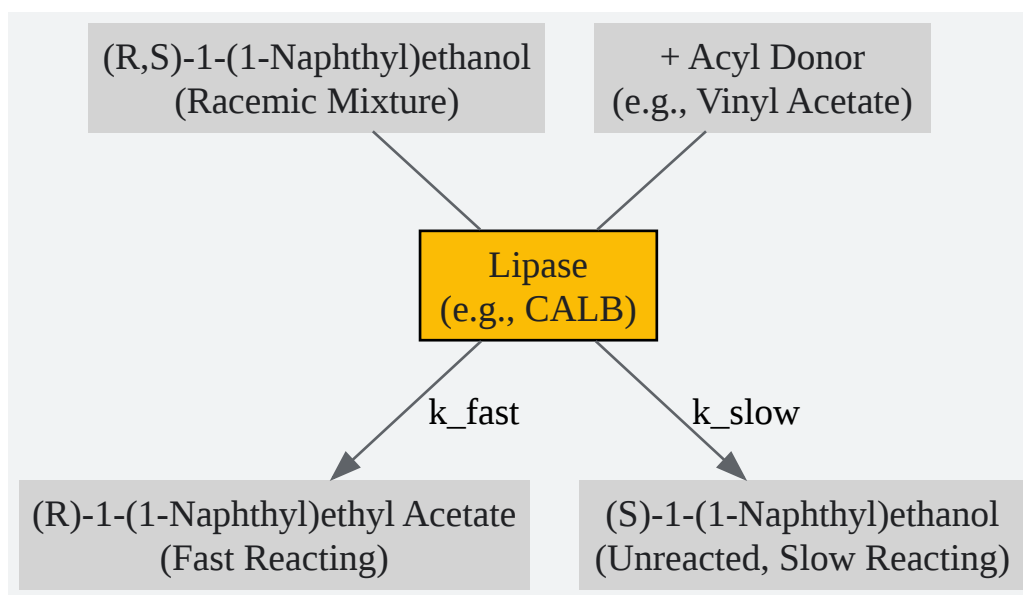 (R,S)-1-(1-Naphthyl)ethanol
(Racemic Mixture)
+ Acyl Donor
(e.g., Vinyl Acetate)
Lipase
(e.g., CALB)
k_fast
k_slow
(R)-1-(1-Naphthyl)ethyl Acetate
(Fast Reacting)
(S)-1-(1-Naphthyl)ethanol
(Unreacted, Slow Reacting)